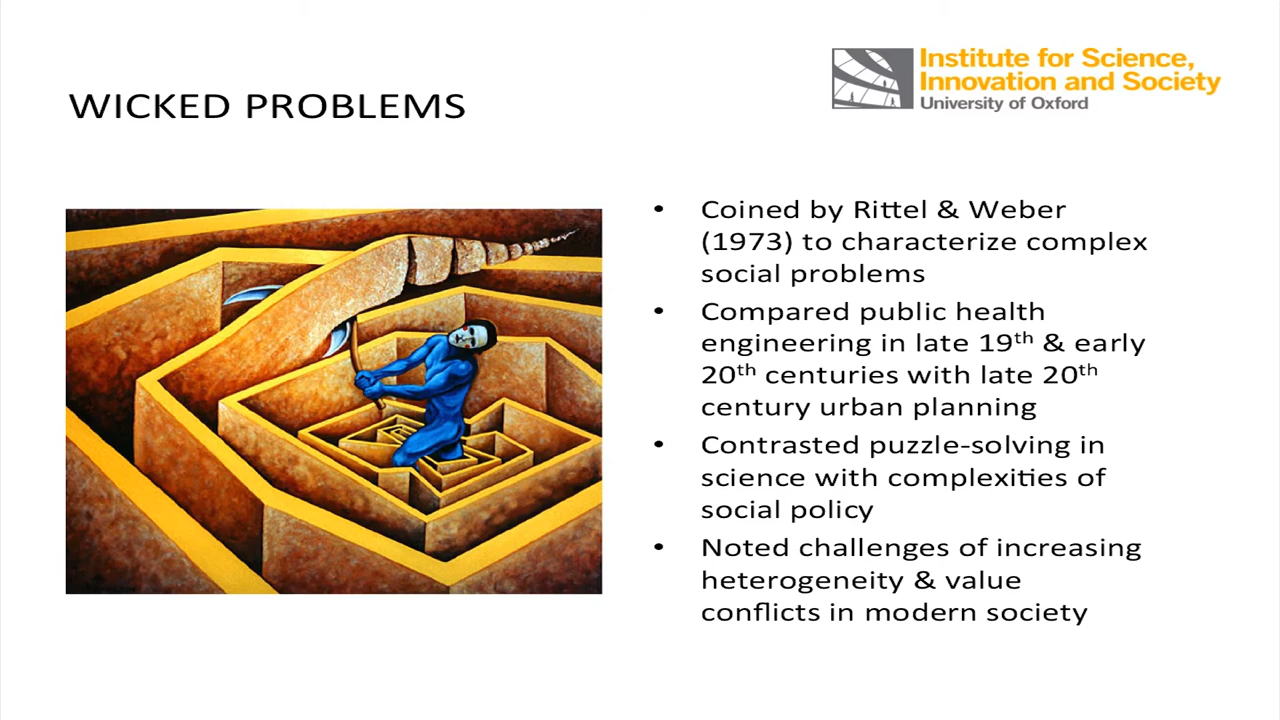 Institute for Science,
Innovation and Society
University of Oxford
WICKED PROBLEMS
• Coined by Rittel & Weber
(1973) to characterize complex
social problems
• Compared public health
engineering in late 19th & early
20th centuries with late 20th
century urban planning
• Contrasted puzzle-solving in
science with complexities of
social policy
• Noted challenges of increasing
heterogeneity & value
conflicts in modern society